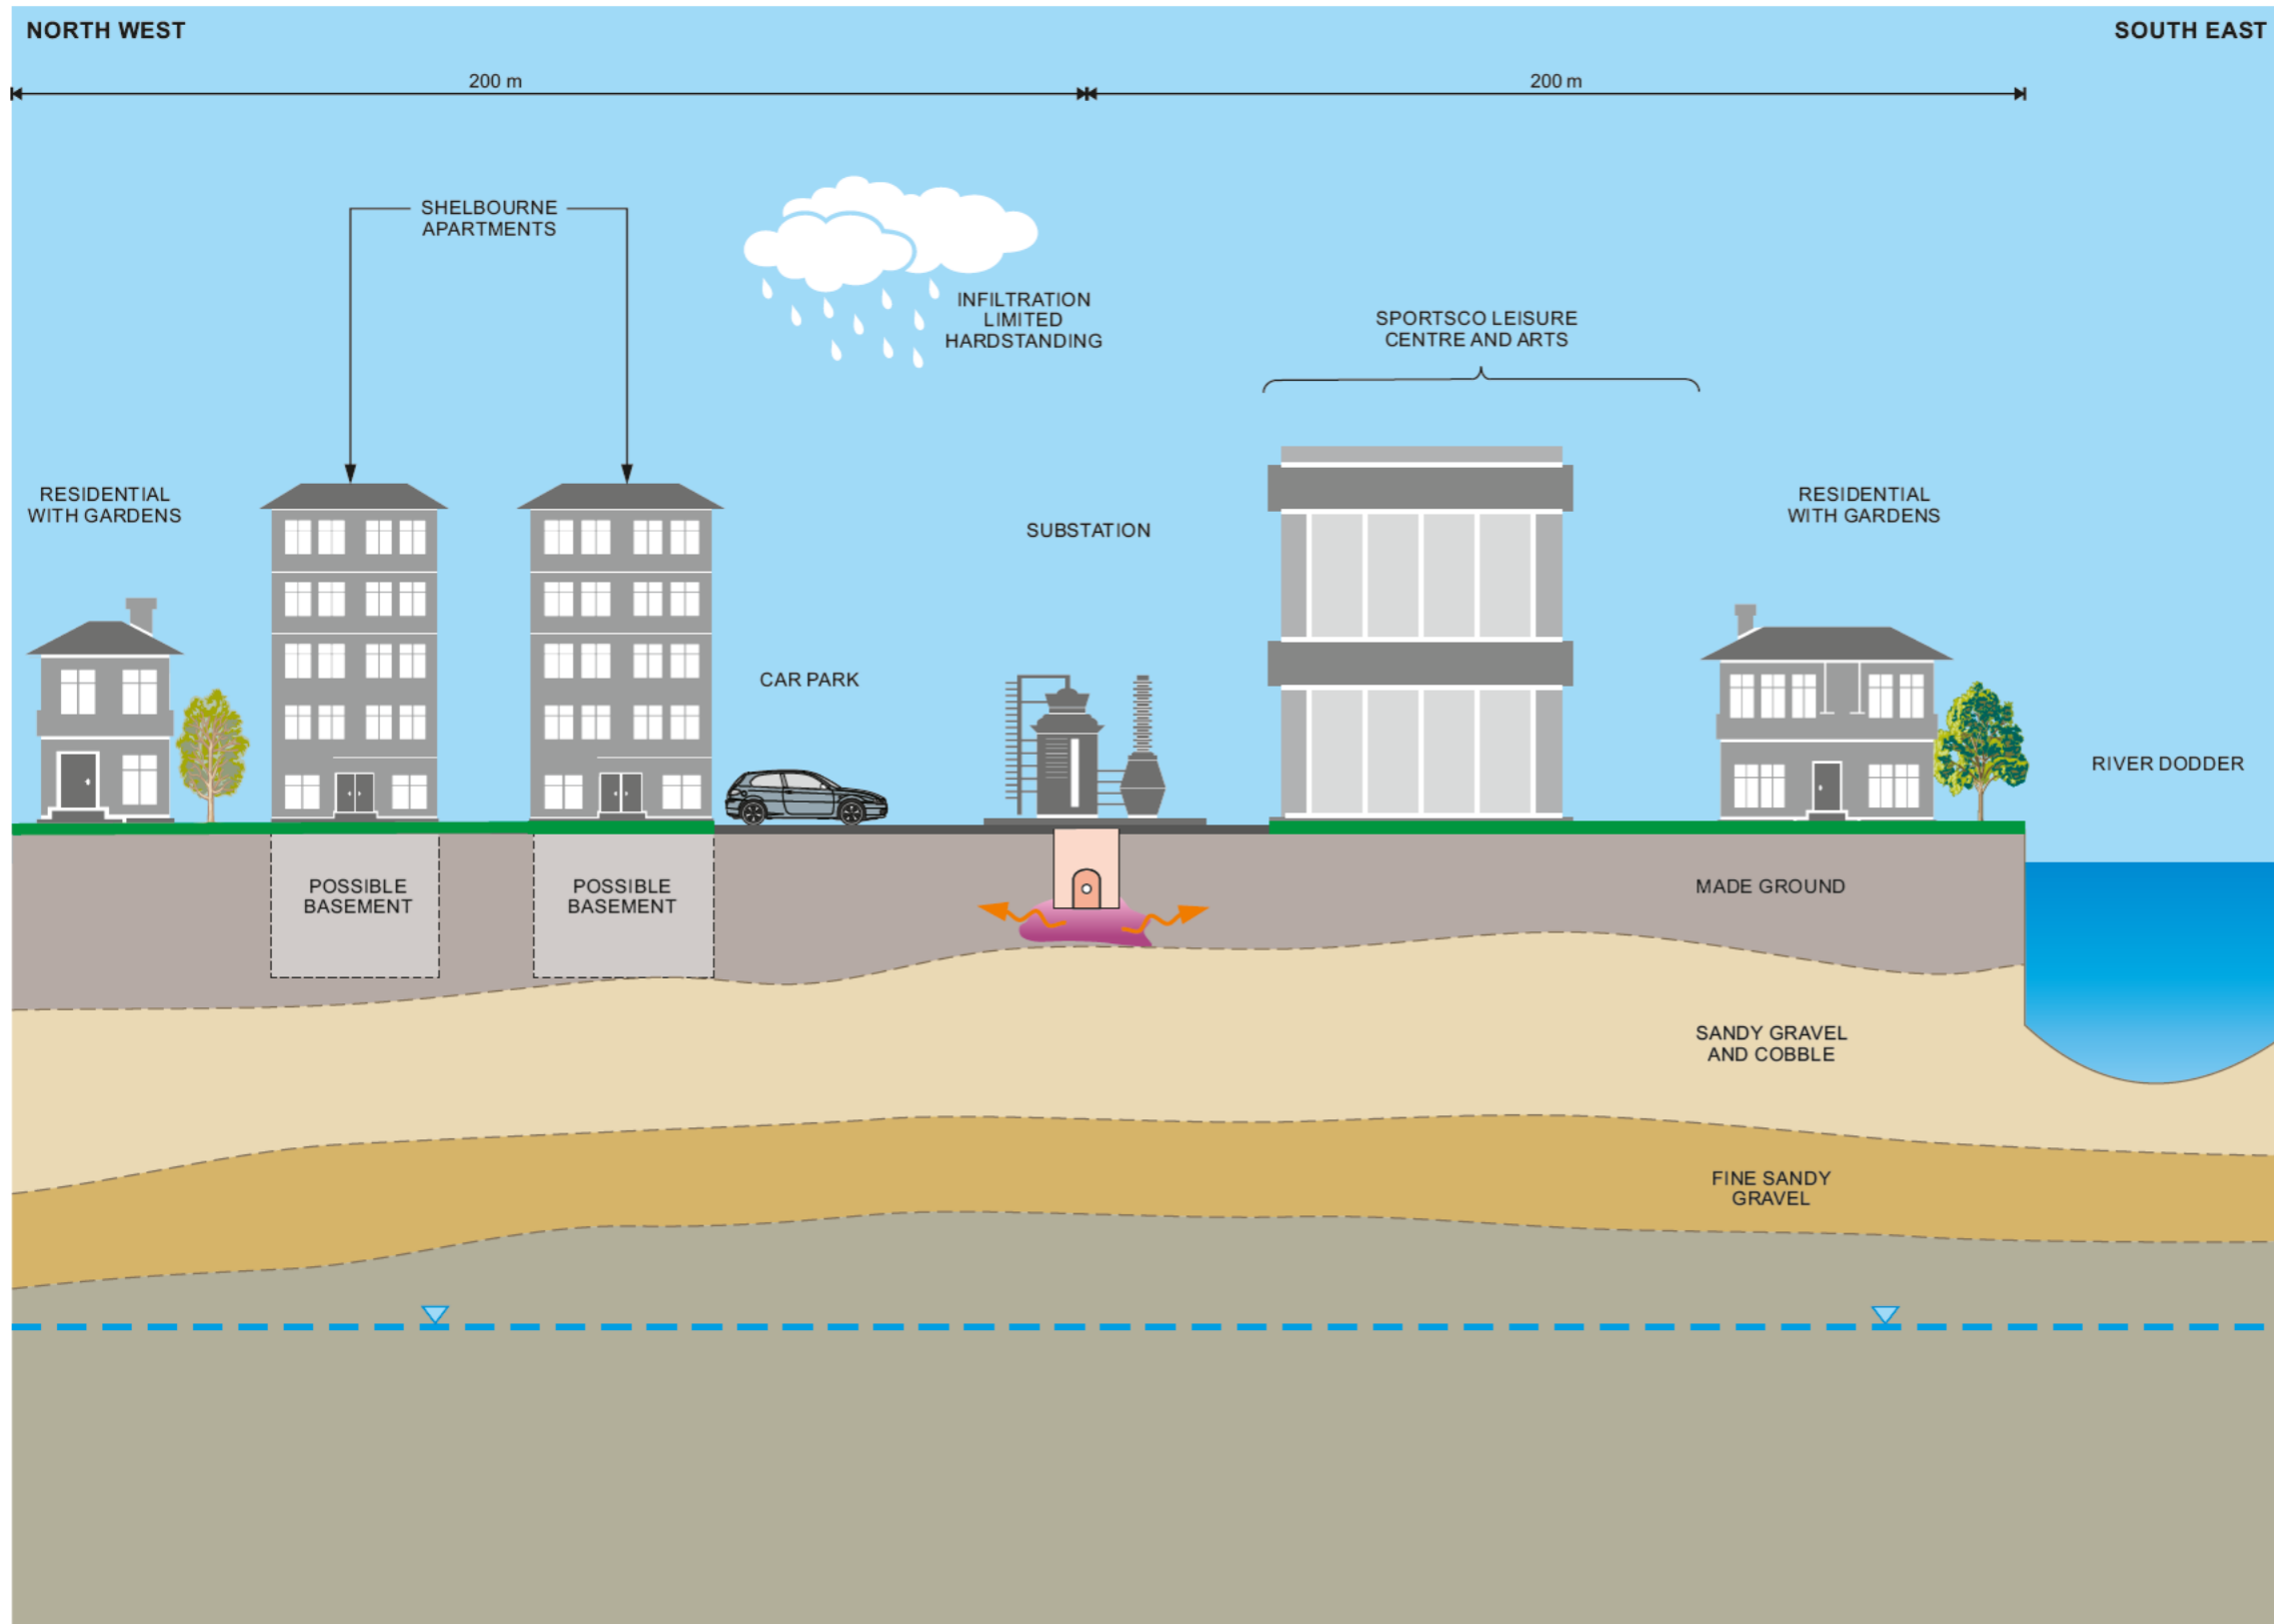 NORTH WEST
SOUTH EAST
200 m
200 m
SHELBOURNE
APARTMENTS
INFILTRATION
LIMITED
HARDSTANDING
SPORTSCO LEISURE
CENTRE AND ARTS
RESIDENTIAL
WITH GARDENS
SUBSTATION
RESIDENTIAL
WITH GARDENS
CAR PARK
RIVER DODDER
POSSIBLE
BASEMENT
POSSIBLE
BASEMENT
MADE GROUND
SANDY GRAVEL
AND COBBLE
FINE SANDY
GRAVEL